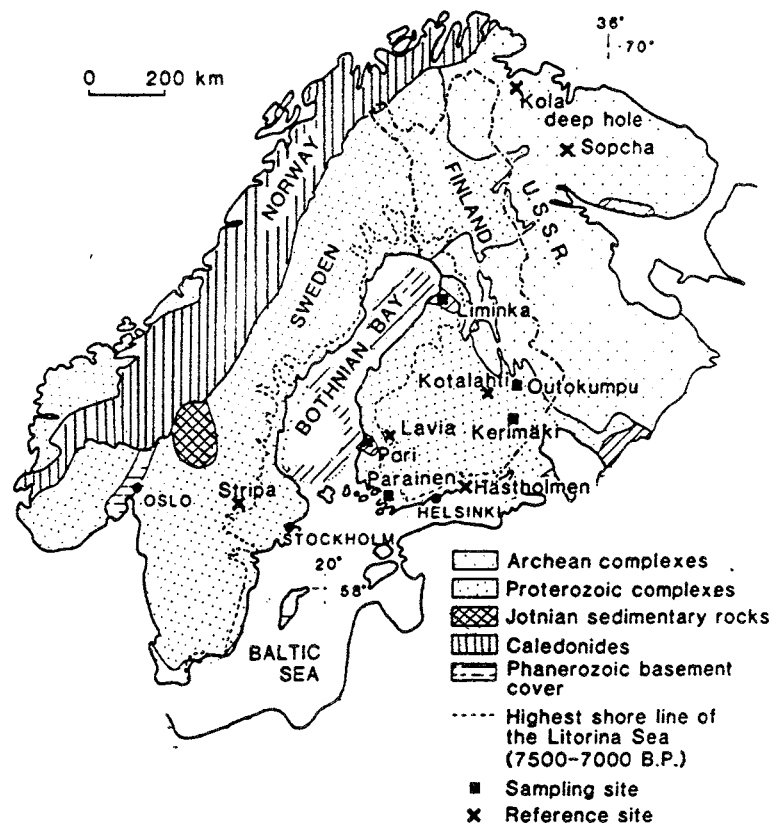 36°
70°
0 200 km
Kola
deep hole
Sopcha
NORWAY
FINLAND
U.S.S.R.
SWEDEN
BOTHNIAN BAY
Liminka
Kotalahti
Outokumpu
Lavia
Kerimäki
Pori
Parainen
Hästholmen
OSLO
Stripa
HELSINKI
STOCKHOLM
20°
58°
BALTIC
SEA
Archean complexes
Proterozoic complexes
Jotnian sedimentary rocks
Caledonides
Phanerozoic basement
cover
Highest shore line of
the Litorina Sea
(7500-7000 B.P.)
Sampling site
Reference site